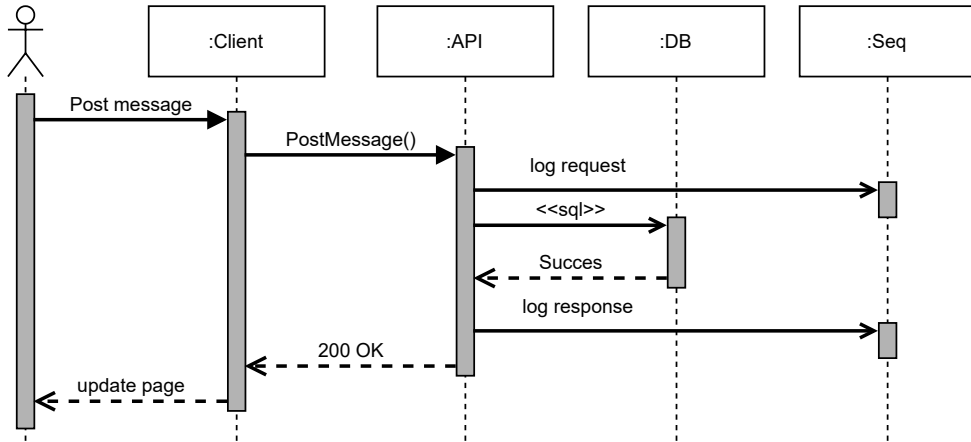 :Client
:API
:DB
:Seq
Post message
PostMessage()
log request
<<sql>>
Succes
log response
200 OK
update page